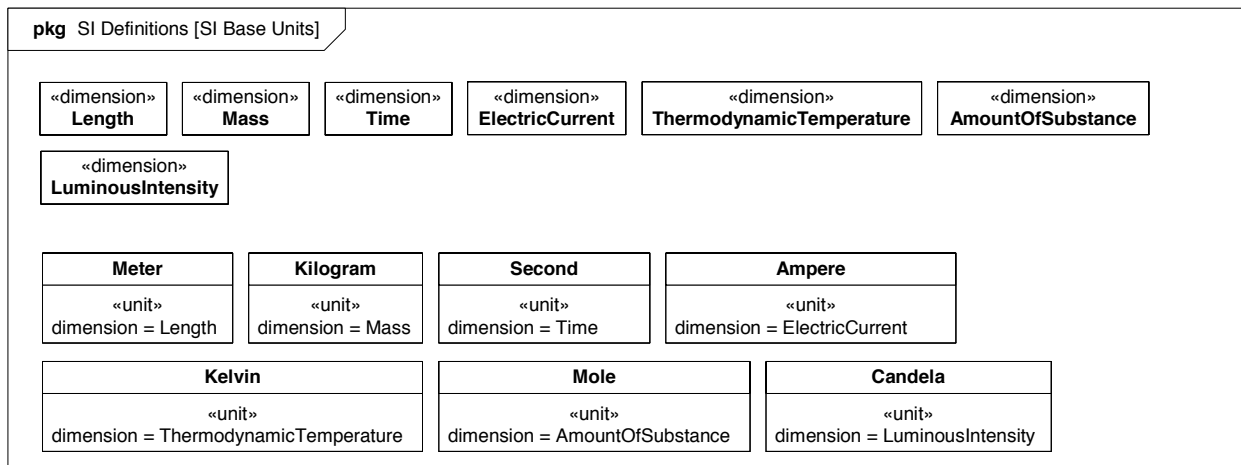 pkg SI Definitions [SI Base Units]
«dimension» «dimension» «dimension» «dimension» «dimension» «dimension»
Length Mass Time ElectricCurrent ThermodynamicTemperature AmountOfSubstance
«dimension»
LuminousIntensity
Meter Kilogram Second Ampere
«unit» «unit» «unit» «unit»
dimension = Length dimension = Mass dimension = Time dimension = ElectricCurrent
Kelvin Mole Candela
«unit» «unit» «unit»
dimension = ThermodynamicTemperature dimension = AmountOfSubstance dimension = LuminousIntensity